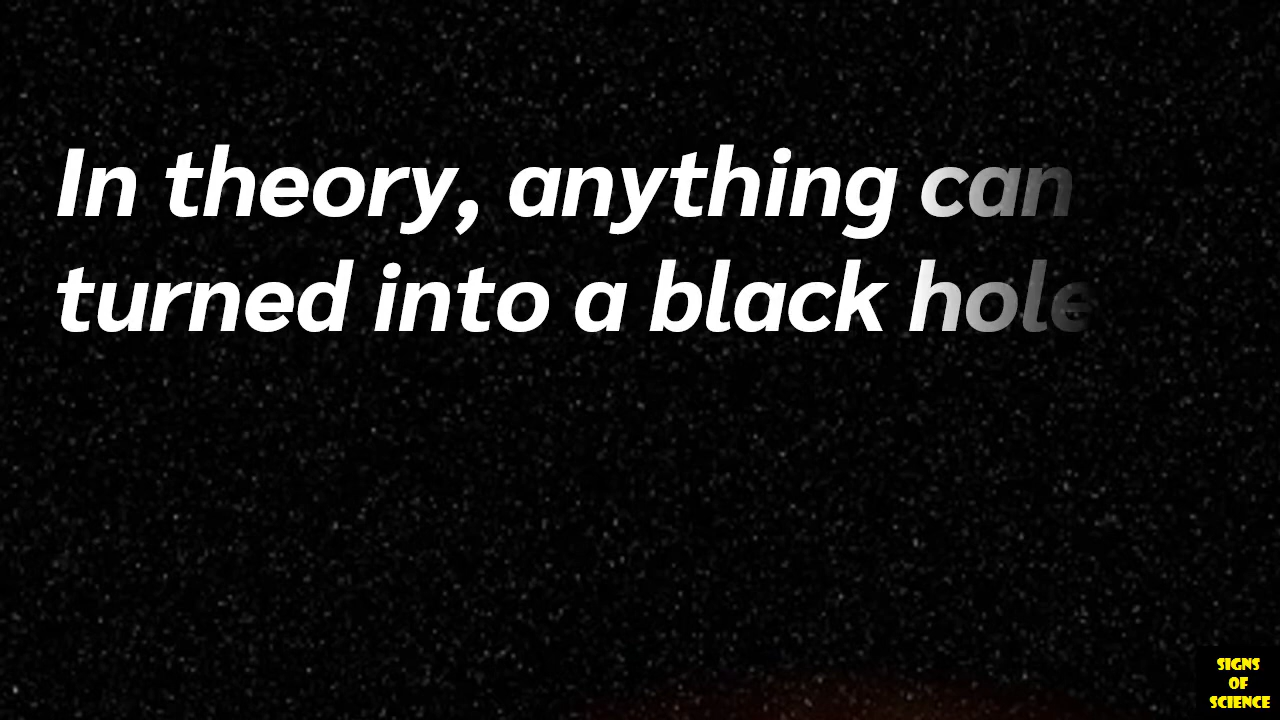 In theory, anything can
turned into a black hole
SIGNS
OF
SCIENCE